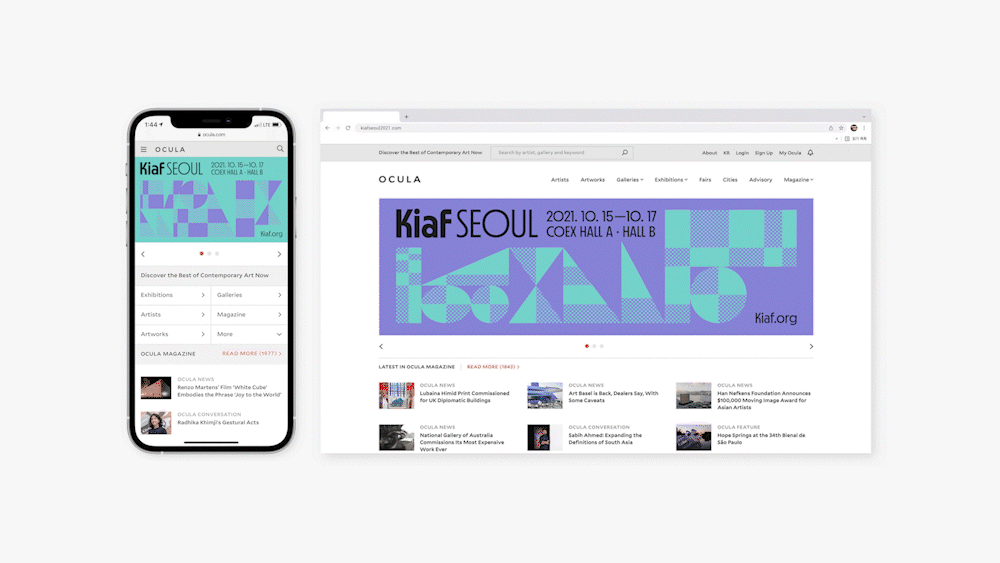 1:44
LTE
ocula.com
OCULA
Kiaf SEOUL
2021. 10. 15—10. 17
COEX HALL A · HALL B
Kiaf.org
Discover the Best of Contemporary Art Now
Exhibitions
Galleries
Artists
Magazine
Artworks
More
OCULA MAGAZINE
READ MORE (1977)
OCULA NEWS
Renzo Martens' Film 'White Cube'
Embodies the Phrase 'Joy to the World'
OCULA CONVERSATION
Radhika Khimji's Gestural Acts
kiafseoul2021.com
Discover the Best of Contemporary Art Now
Search by artist, gallery and keyword
About KR Login Sign Up My Ocula
OCULA
Artists Artworks Galleries Exhibitions Fairs Cities Advisory Magazine
Kiaf SEOUL
2021. 10. 15—10. 17
COEX HALL A · HALL B
Kiaf.org
LATEST IN OCULA MAGAZINE
OCULA NEWS
Lubaina Himid Print Commissioned
for UK Diplomatic Buildings
OCULA NEWS
Art Basel is Back, Dealers Say, With
Some Caveats
OCULA NEWS
Han Nefkens Foundation Announces
$100,000 Moving Image Award for
Asian Artists
OCULA NEWS
National Gallery of Australia
Commissions Its Most Expensive
Work Ever
OCULA CONVERSATION
Sabih Ahmed: Expanding the
Definitions of South Asia
OCULA FEATURE
Hope Springs at the 34th Bienal de
São Paulo